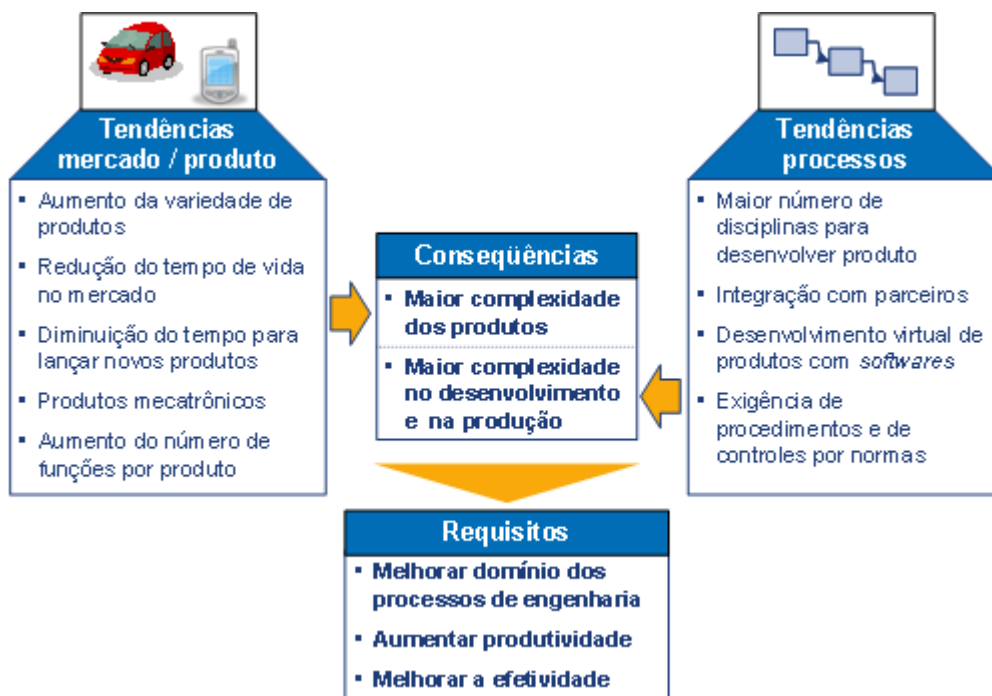 Tendências
mercado / produto
▪ Aumento da variedade de
produtos
▪ Redução do tempo de vida
no mercado
▪ Diminuição do tempo para
lançar novos produtos
▪ Produtos mecatrônicos
▪ Aumento do número de
funções por produto
Conseqüências
▪ Maior complexidade
dos produtos
▪ Maior complexidade
no desenvolvimento
e na produção
Tendências
processos
▪ Maior número de
disciplinas para
desenvolver produto
▪ Integração com parceiros
▪ Desenvolvimento virtual de
produtos com softwares
▪ Exigência de
procedimentos e de
controles por normas
Requisitos
▪ Melhorar domínio dos
processos de engenharia
▪ Aumentar produtividade
▪ Melhorar a efetividade